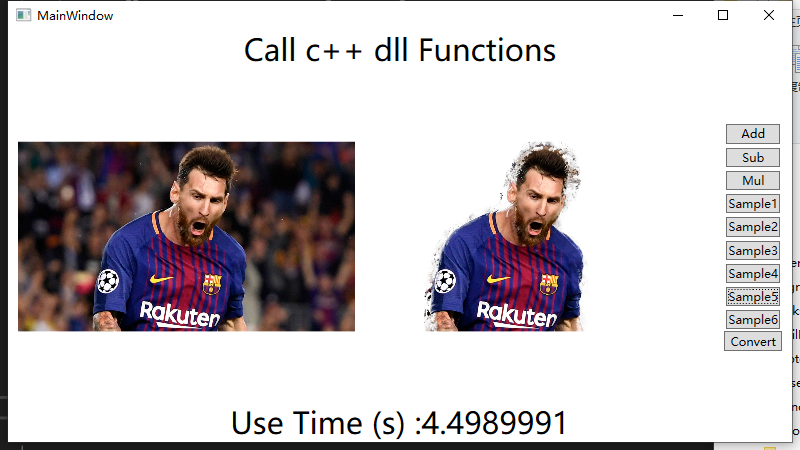 MainWindow
Call c++ dll Functions
Rakuten
Rakuten
Add
Sub
Mul
Sample1
Sample2
Sample3
Sample4
Sample5
Sample6
Convert
Use Time (s) :4.4989991